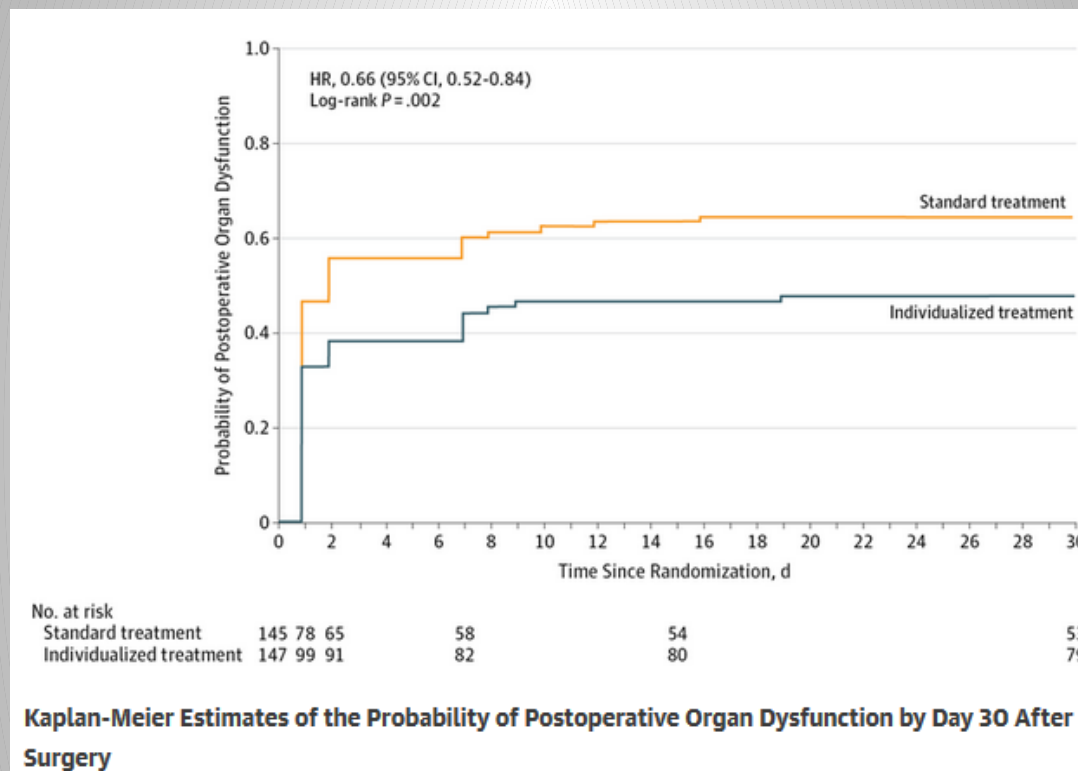 1.0
HR, 0.66 (95% CI, 0.52-0.84)
Log-rank P = .002
0.8
Standard treatment
0.6
Individualized treatment
0.4
0.2
0
Probability of Postoperative Organ Dysfunction
0 2 4 6 8 10 12 14 16 18 20 22 24 26 28
Time Since Randomization, d
No. at risk
Standard treatment 145 78 65 58 54
Individualized treatment 147 99 91 82 80
Kaplan-Meier Estimates of the Probability of Postoperative Organ Dysfunction by Day 30 After
Surgery